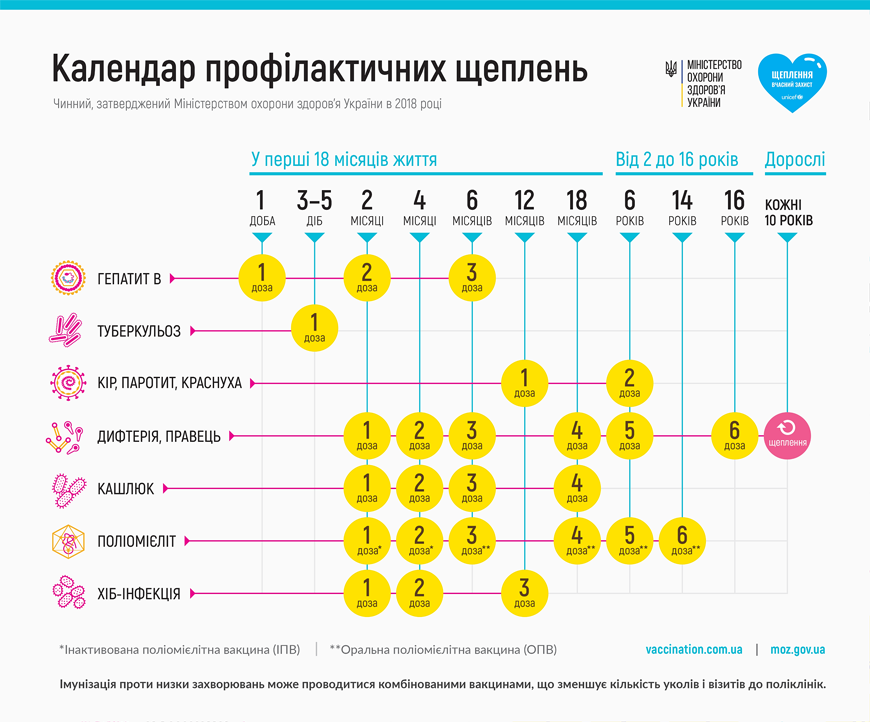 Календар профілактичних щеплень
Чинний, затверджений Міністерством охорони здоров'я України в 2018 році
МІНІСТЕРСТВО
ОХОРОНИ
ЗДОРОВ'Я
УКРАЇНИ
ЩЕПЛЕННЯ
ВЧАСНИЙ ЗАХИСТ
unicef
У перші 18 місяців життя
Від 2 до 16 років
Дорослі
1 3–5 2 4 6 12 18 6 14 16 КОЖНІ
ДОБА ДІБ МІСЯЦІ МІСЯЦІ МІСЯЦІВ МІСЯЦІВ МІСЯЦІВ РОКІВ РОКІВ РОКІВ 10 РОКІВ
ГЕПАТИТ В 1 2 3
доза доза доза
ТУБЕРКУЛЬОЗ 1
доза
КІР, ПАРОТИТ, КРАСНУХА 1 2
доза доза
ДИФТЕРІЯ, ПРАВЕЦЬ 1 2 3 4 5 6
доза доза доза доза доза доза щеплення
КАШЛЮК 1 2 3 4
доза доза доза доза
ПОЛІОМІЄЛІТ 1 2 3 4 5 6
доза* доза* доза** доза** доза** доза**
ХІБ-ІНФЕКЦІЯ 1 2 3
доза доза доза
*Інактивована поліомієлітна вакцина (ІПВ) | **Оральна поліомієлітна вакцина (ОПВ)
vaccination.com.ua | moz.gov.ua
Імунізація проти низки захворювань може проводитися комбінованими вакцинами, що зменшує кількість уколів і візитів до поліклінік.